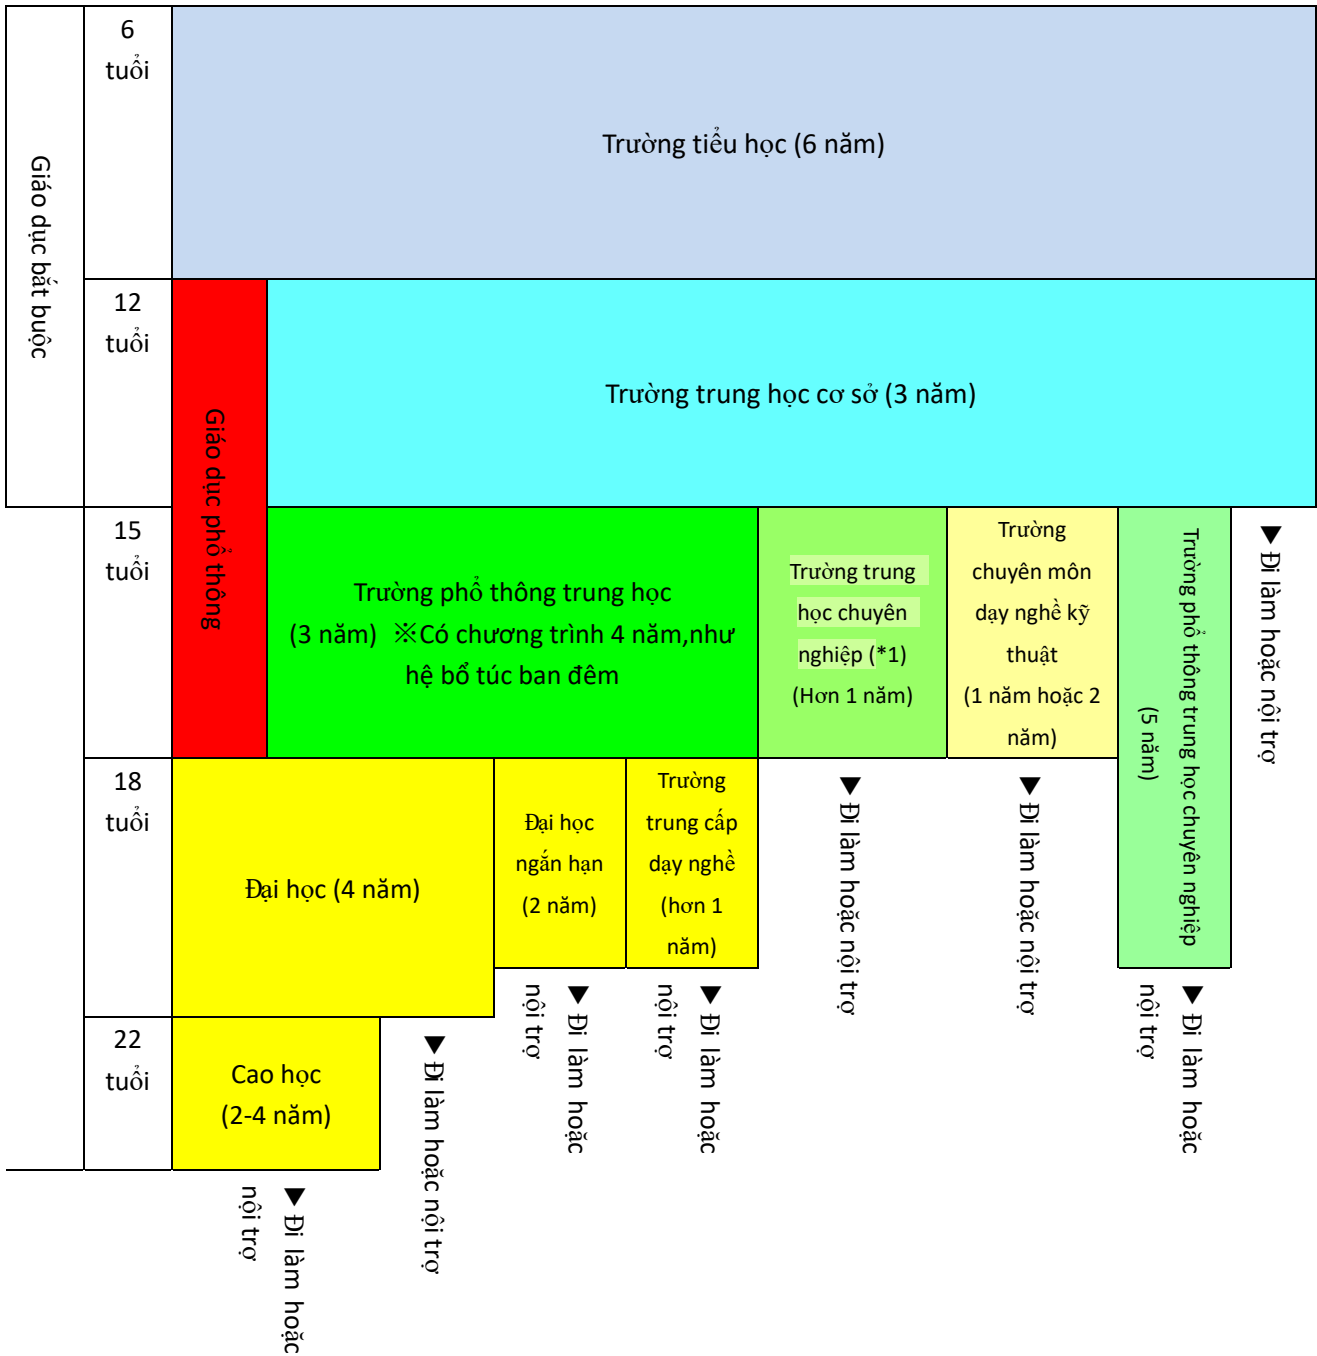 Giáo dục bắt buộc
6
tuổi
Trường tiểu học (6 năm)
12
tuổi
Giáo dục phổ thông
Trường trung học cơ sở (3 năm)
15
tuổi
Trường phổ thông trung học
(3 năm) ※Có chương trình 4 năm,như
hệ bổ túc ban đêm
Trường trung
học chuyên
nghiệp (*1)
(Hơn 1 năm)
Trường
chuyên môn
dạy nghề kỹ
thuật
(1 năm hoặc 2
năm)
Trường phổ thông trung học chuyên nghiệp
(5 năm)
▼ Đi làm hoặc nội trợ
18
tuổi
Đại học (4 năm)
Đại học
ngắn hạn
(2 năm)
Trường
trung cấp
dạy nghề
(hơn 1
năm)
▼ Đi làm hoặc nội trợ
▼ Đi làm hoặc nội trợ
▼ Đi làm hoặc
nội trợ
▼ Đi làm hoặc
nội trợ
▼ Đi làm hoặc
nội trợ
22
tuổi
Cao học
(2-4 năm)
▼ Đi làm hoặc nội trợ
▼ Đi làm hoặc
nội trợ